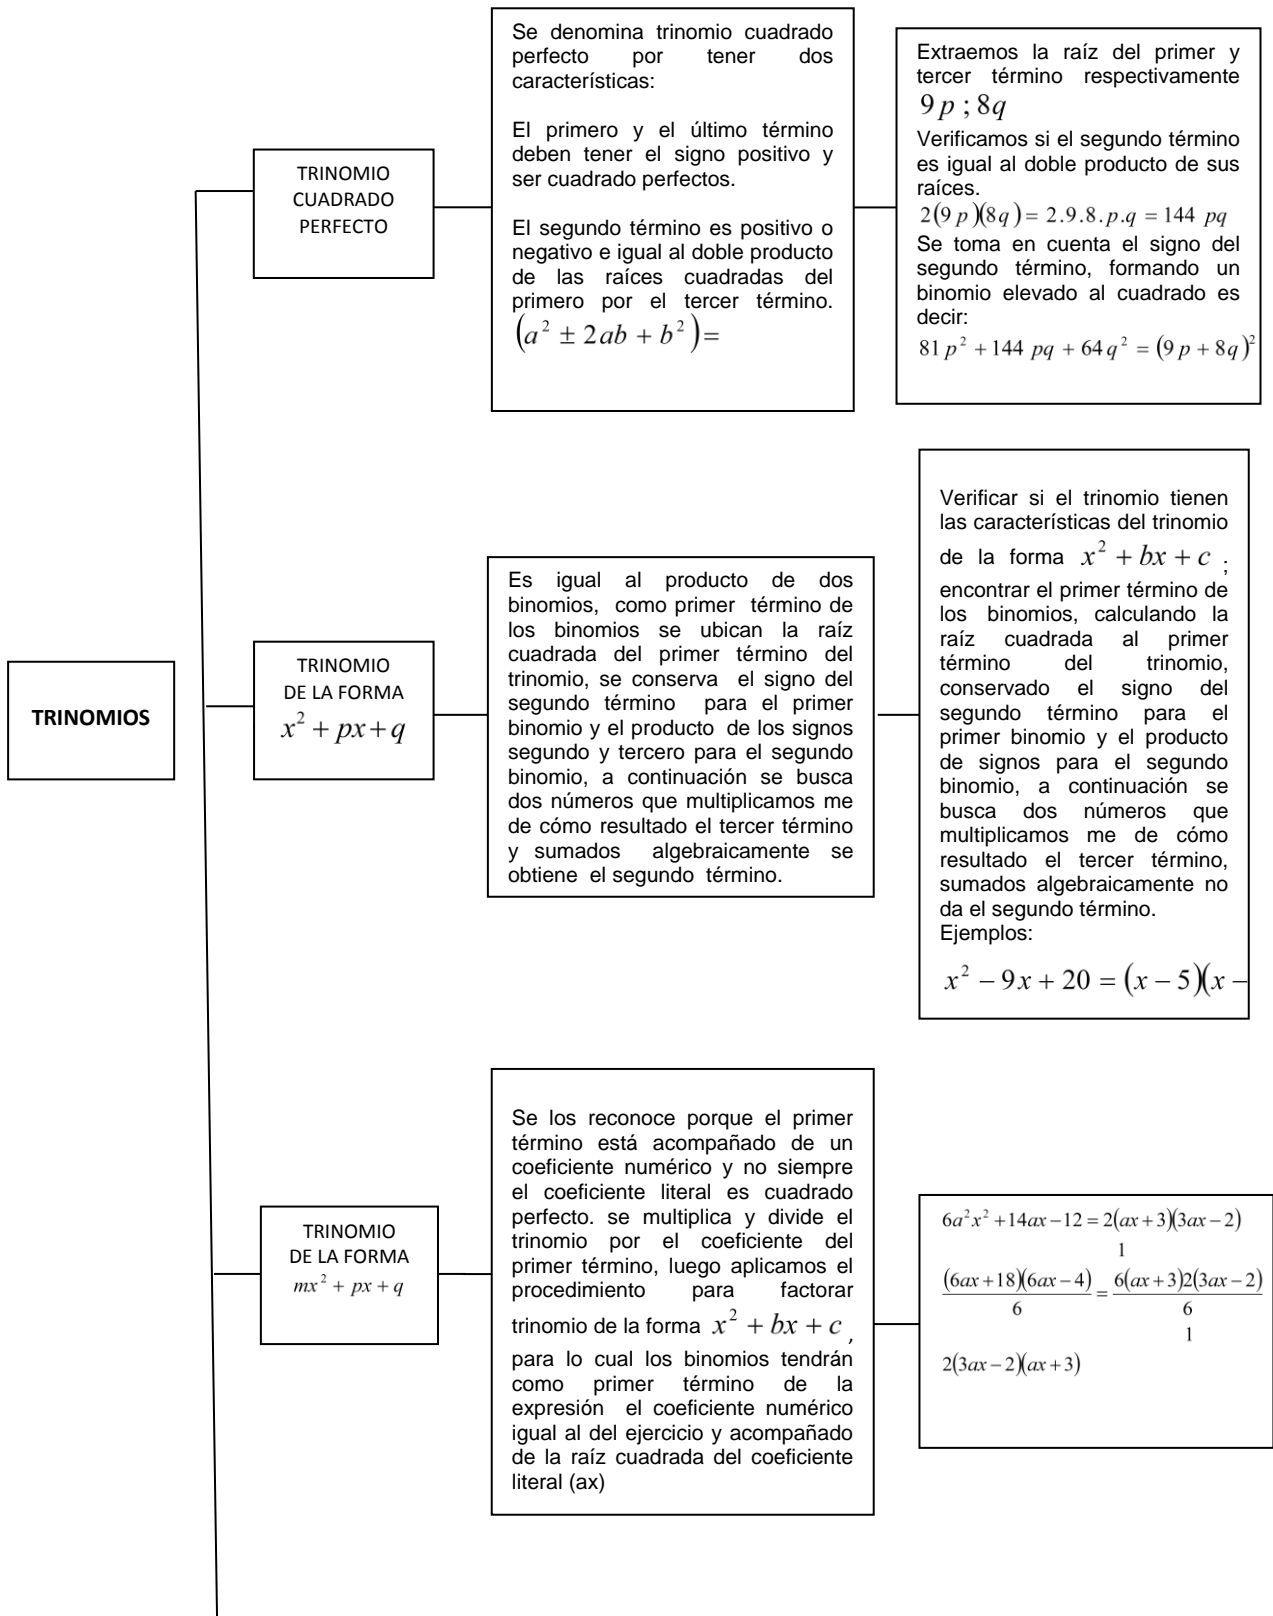 TRINOMIOS
TRINOMIO
CUADRADO
PERFECTO
Se denomina trinomio cuadrado
perfecto por tener dos
características:
El primero y el último término
deben tener el signo positivo y
ser cuadrado perfectos.
El segundo término es positivo o
negativo e igual al doble producto
de las raíces cuadradas del
primero por el tercer término.
(a² ± 2ab + b²)=
Extraemos la raíz del primer y
tercer término respectivamente
9p ; 8q
Verificamos si el segundo término
es igual al doble producto de sus
raíces.
2(9p)(8q) = 2.9.8.p.q = 144 pq
Se toma en cuenta el signo del
segundo término, formando un
binomio elevado al cuadrado es
decir:
81p² + 144 pq + 64q² = (9p + 8q)²
TRINOMIO
DE LA FORMA
x² + px + q
Es igual al producto de dos
binomios, como primer término de
los binomios se ubican la raíz
cuadrada del primer término del
trinomio, se conserva el signo del
segundo término para el primer
binomio y el producto de los signos
segundo y tercero para el segundo
binomio, a continuación se busca
dos números que multiplicamos me
de cómo resultado el tercer término
y sumados algebraicamente se
obtiene el segundo término.
Verificar si el trinomio tienen
las características del trinomio
de la forma x² + bx + c ;
encontrar el primer término de
los binomios, calculando la
raíz cuadrada al primer
término del trinomio,
conservado el signo del
segundo término para el
primer binomio y el producto
de signos para el segundo
binomio, a continuación se
busca dos números que
multiplicamos me de cómo
resultado el tercer término,
sumados algebraicamente no
da el segundo término.
Ejemplos:
x² − 9x + 20 = (x − 5)(x −
TRINOMIO
DE LA FORMA
mx² + px + q
Se los reconoce porque el primer
término está acompañado de un
coeficiente numérico y no siempre
el coeficiente literal es cuadrado
perfecto. se multiplica y divide el
trinomio por el coeficiente del
primer término, luego aplicamos el
procedimiento para factorar
trinomio de la forma x² + bx + c ,
para lo cual los binomios tendrán
como primer término de la
expresión el coeficiente numérico
igual al del ejercicio y acompañado
de la raíz cuadrada del coeficiente
literal (ax)
6a²x² + 14ax − 12 = 2(ax + 3)(3ax − 2)
1
(6ax + 18)(6ax − 4) = 6(ax + 3)2(3ax − 2)
6 6
1
2(3ax − 2)(ax + 3)